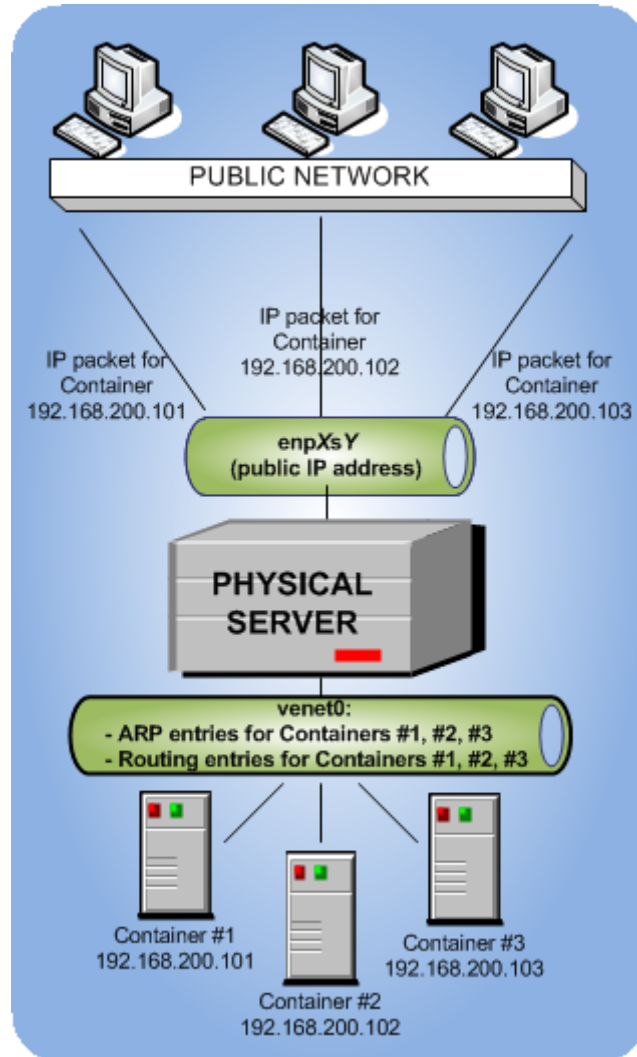 PUBLIC NETWORK
IP packet for
Container
192.168.200.101
IP packet for
Container
192.168.200.102
IP packet for
Container
192.168.200.103
enpXsY
(public IP address)
PHYSICAL
SERVER
venet0:
- ARP entries for Containers #1, #2, #3
- Routing entries for Containers #1, #2, #3
Container #1
192.168.200.101
Container #2
192.168.200.102
Container #3
192.168.200.103